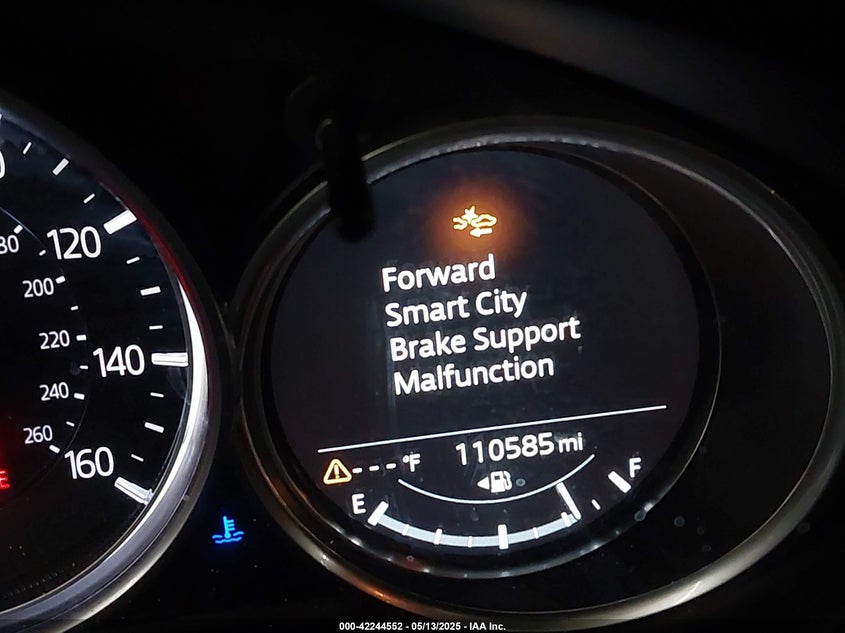 120
140
160
80
200
220
240
260
E
Forward
Smart City
Brake Support
Malfunction
---°F
110585 mi
E
F
000-42244552 - 05/13/2025 - IAA Inc.